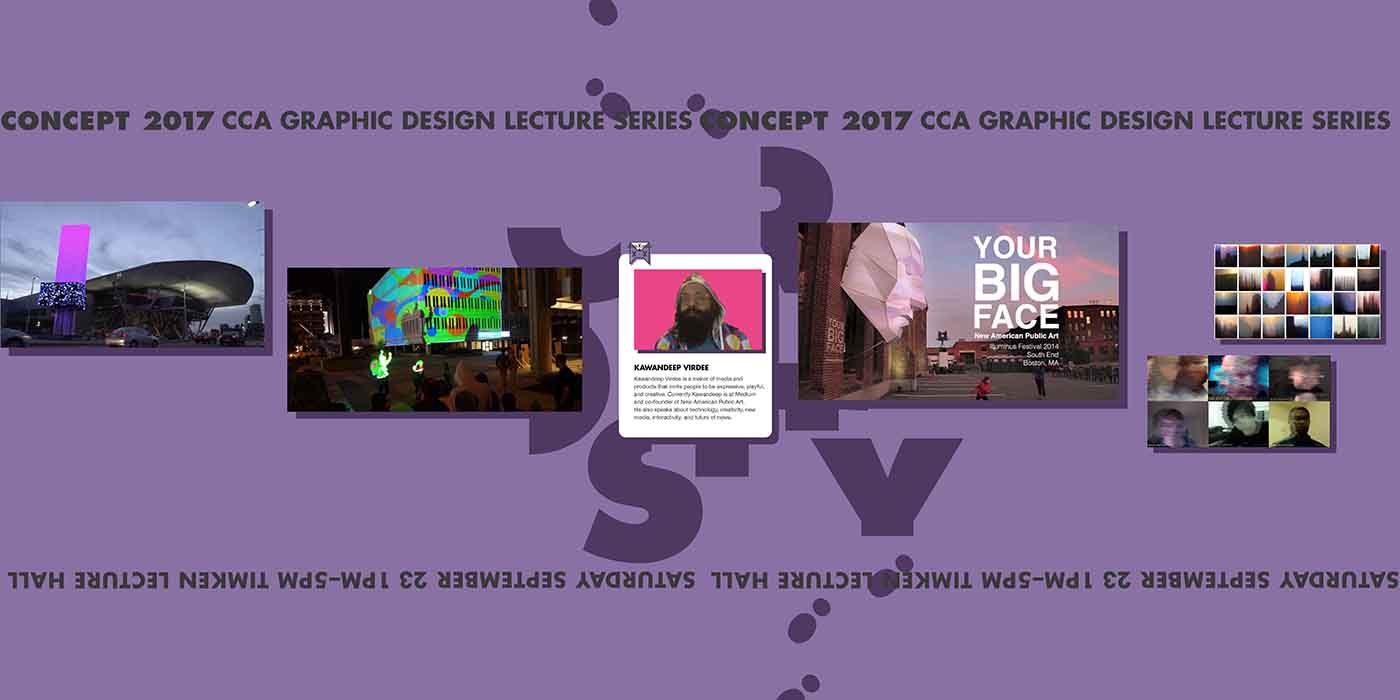 CONCEPT 2017 CCA GRAPHIC DESIGN LECTURE SERIES CONCEPT 2017 CCA GRAPHIC DESIGN LECTURE SERIES
YOUR
BIG
FACE
New American Public Art
Illuminus Festival 2014
South End
Boston, MA
YOUR
BIG
FACE
KAWANDEEP VIRDEE
Kawandeep Virdee is a maker of media and
products that invite people to be expressive, playful,
and creative. Currently Kawandeep is at Medium
and co-founder of New American Public Art.
He also speaks about technology, creativity, new
media, interactivity, and future of news.
S
Y
SATURDAY SEPTEMBER 23 1PM–5PM TIMKEN LECTURE HALL SATURDAY SEPTEMBER 23 1PM–5PM TIMKEN LECTURE HALL